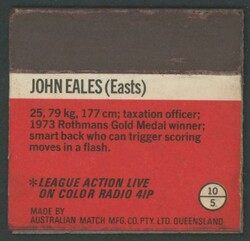 JOHN EALES (Easts)
25, 79 kg, 177 cm; taxation officer;
1973 Rothmans Gold Medal winner;
smart back who can trigger scoring
moves in a flash.
*LEAGUE ACTION LIVE
ON COLOR RADIO 4IP
10
5.
MADE BY
AUSTRALIAN MATCH MFG. CO. PTY. LTD. QUEENSLAND.